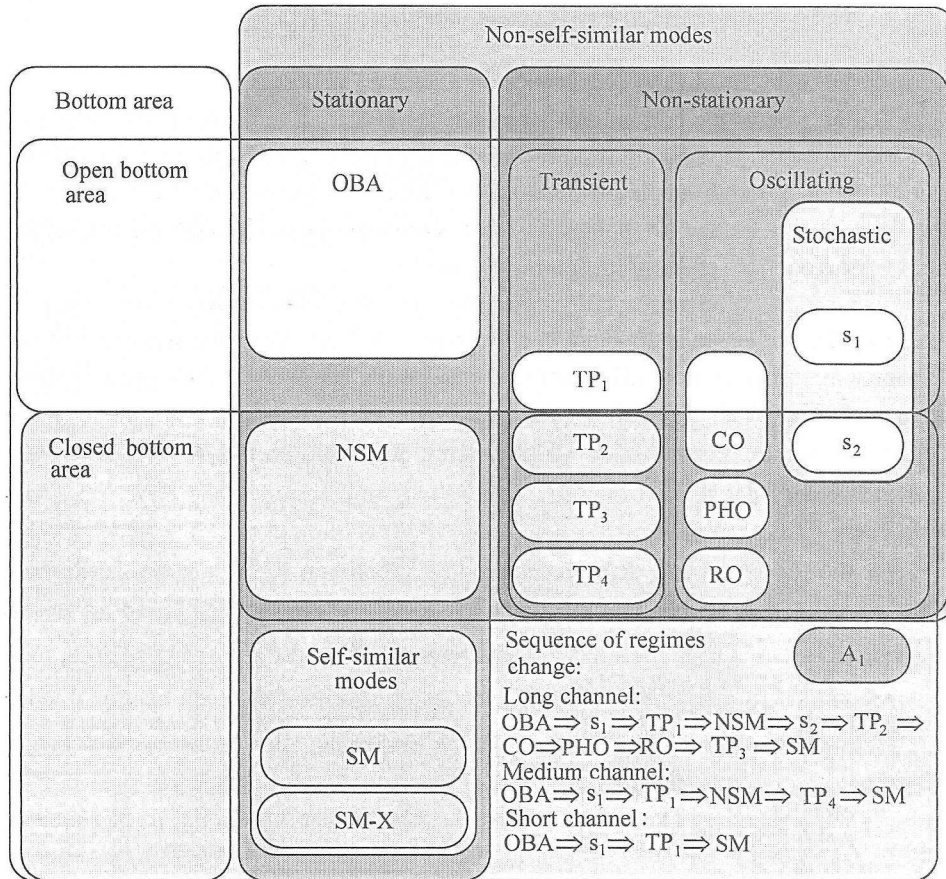 Non-self-similar modes
Bottom area
Stationary
Non-stationary
Open bottom
area
OBA
Transient
Oscillating
Stochastic
s₁
TP₁
Closed bottom
area
NSM
TP₂
CO
s₂
TP₃
PHO
TP₄
RO
Self-similar
modes
SM
SM-X
Sequence of regimes
change:
A₁
Long channel:
OBA⇒ s₁⇒ TP₁⇒NSM⇒s₂⇒ TP₂⇒
CO⇒PHO⇒RO⇒ TP₃⇒SM
Medium channel:
OBA⇒s₁⇒ TP₁⇒NSM⇒ TP₄⇒SM
Short channel:
OBA⇒s₁⇒ TP₁⇒SM